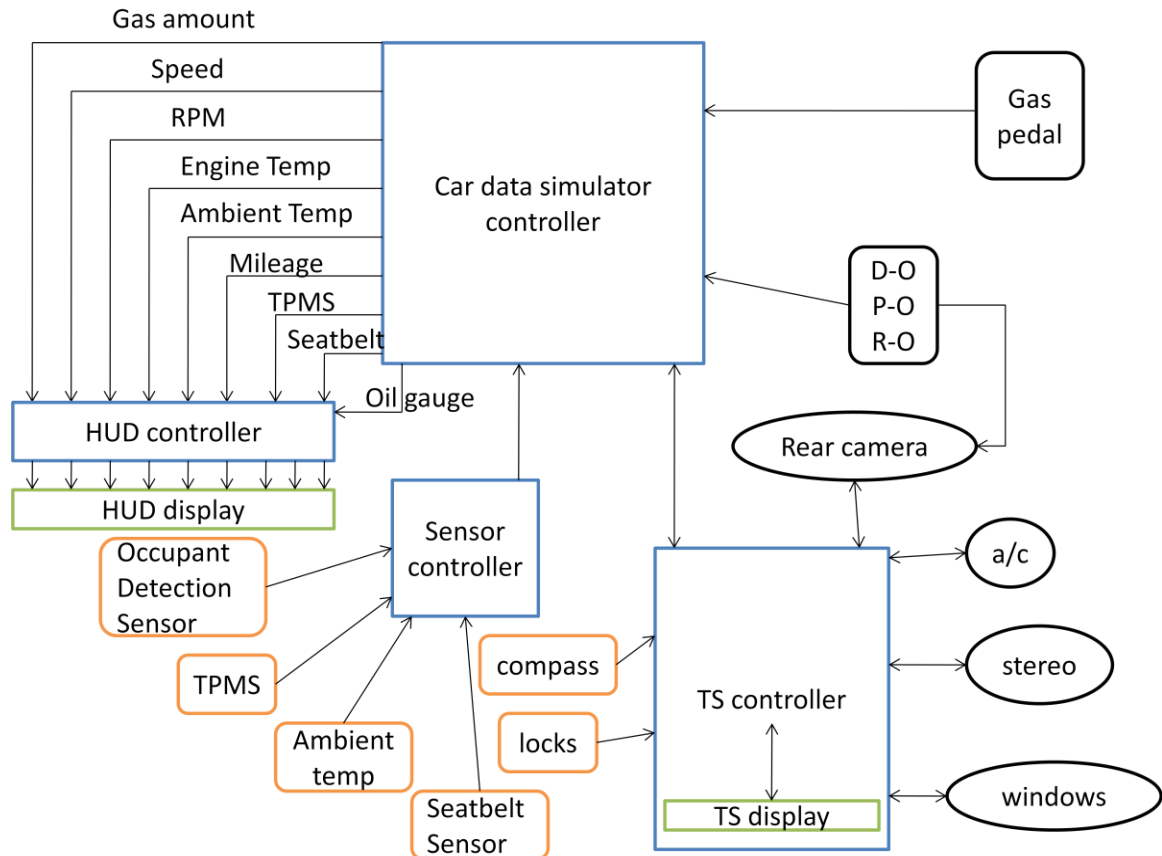 Gas amount
Speed
RPM
Engine Temp
Ambient Temp
Mileage
TPMS
Seatbelt
Oil gauge
Car data simulator
controller
Gas
pedal
D-O
P-O
R-O
HUD controller
HUD display
Rear camera
Sensor
controller
Occupant
Detection
Sensor
TPMS
Ambient
temp
Seatbelt
Sensor
compass
locks
TS controller
TS display
a/c
stereo
windows